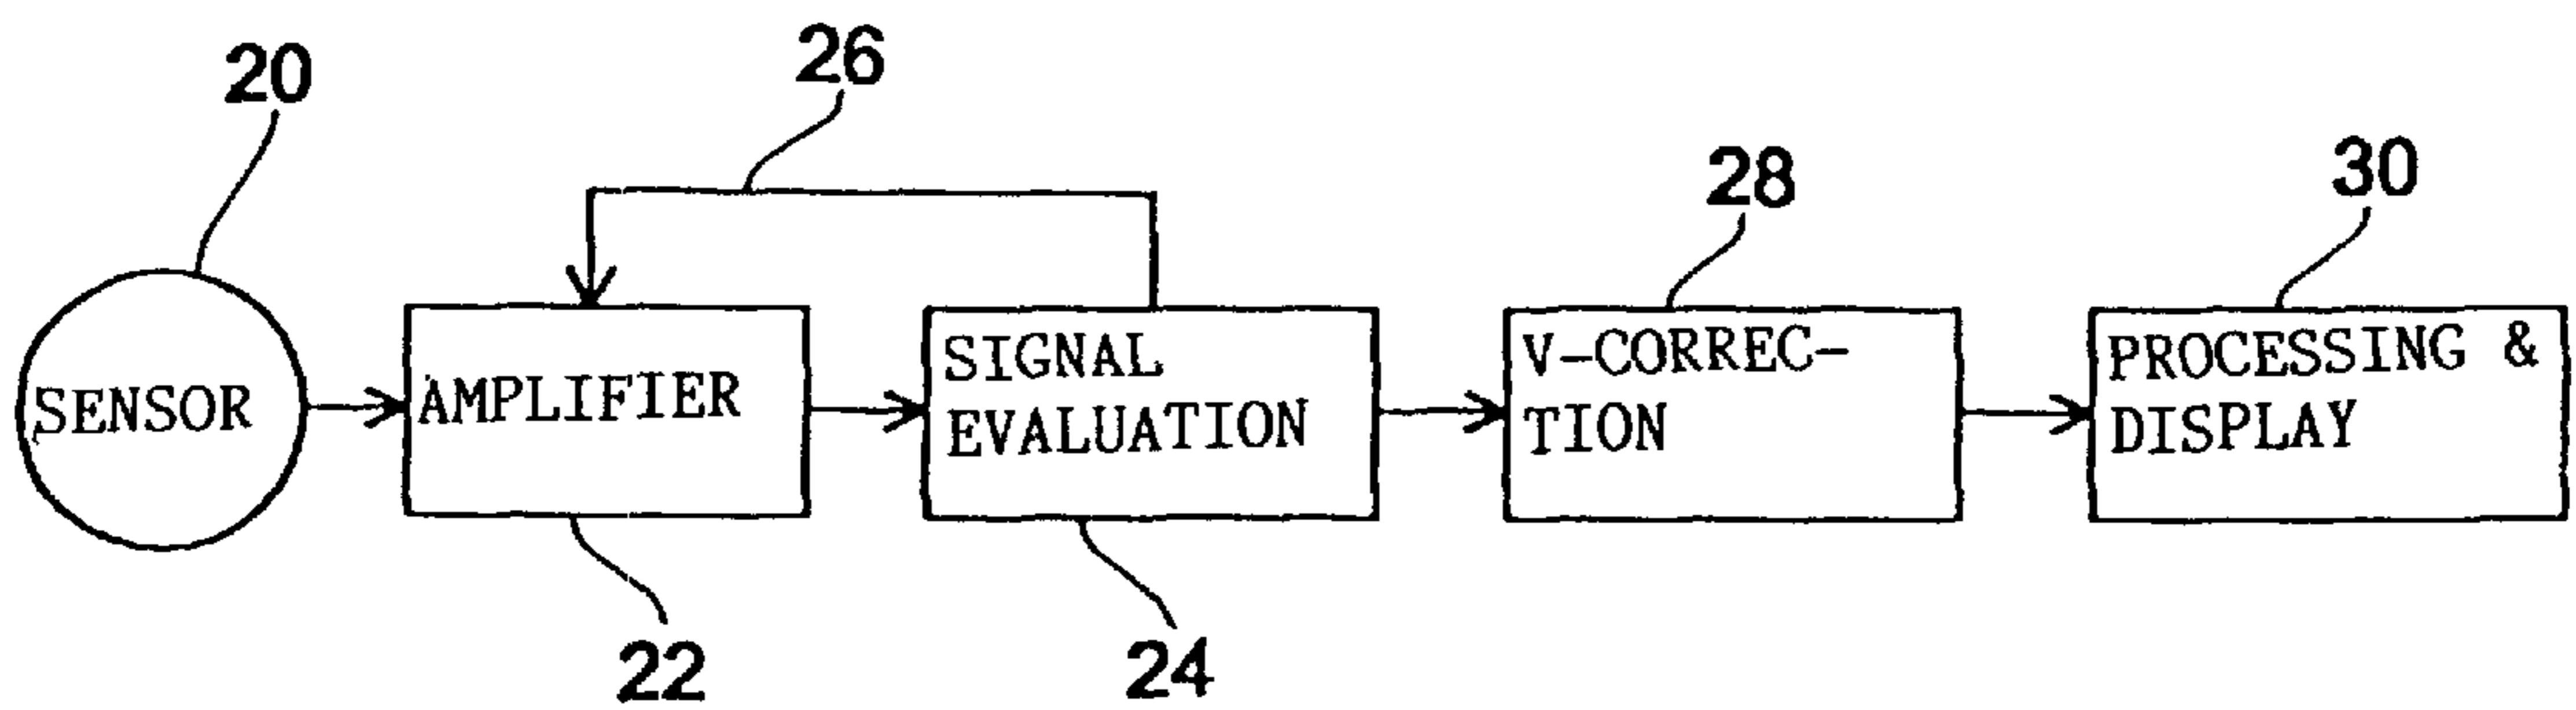 20
26
28
30
SENSOR
AMPLIFIER
SIGNAL
EVALUATION
V-CORREC-
TION
PROCESSING &
DISPLAY
22
24